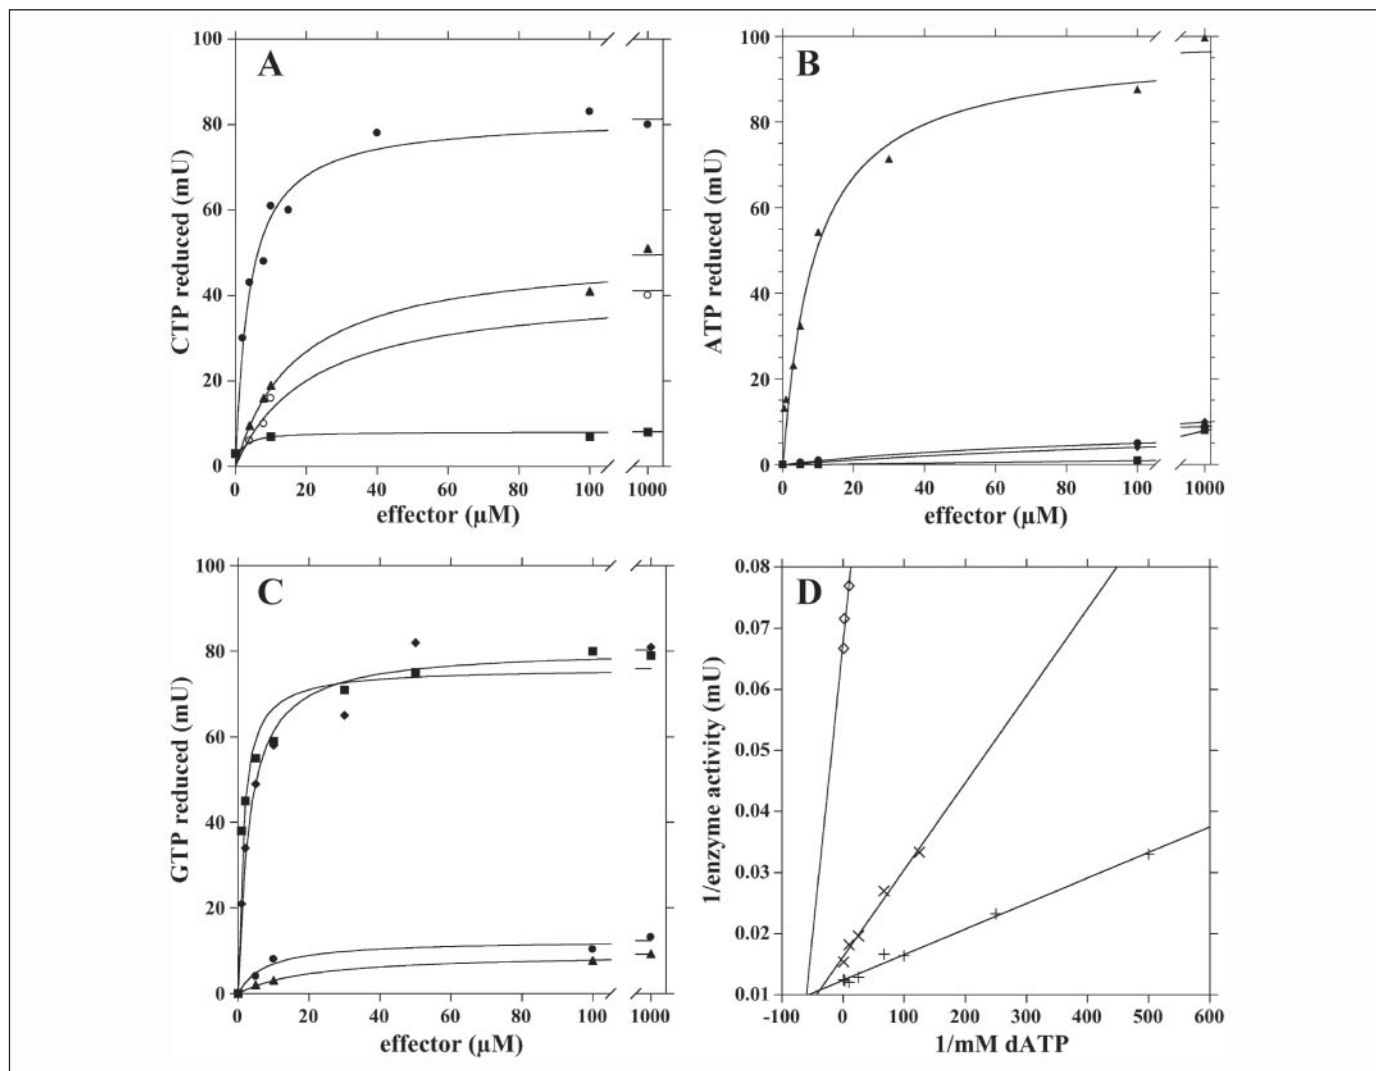 A
CTP reduced (mU)
100
80
60
40
20
0
0 20 40 60 80 100 1000
effector (µM)
B
ATP reduced (mU)
100
80
60
40
20
0
0 20 40 60 80 100 1000
effector (µM)
C
GTP reduced (mU)
100
80
60
40
20
0
0 20 40 60 80 100 1000
effector (µM)
D
1/enzyme activity (mU)
0.08
0.07
0.06
0.05
0.04
0.03
0.02
0.01
-100 0 100 200 300 400 500 600
1/mM dATP